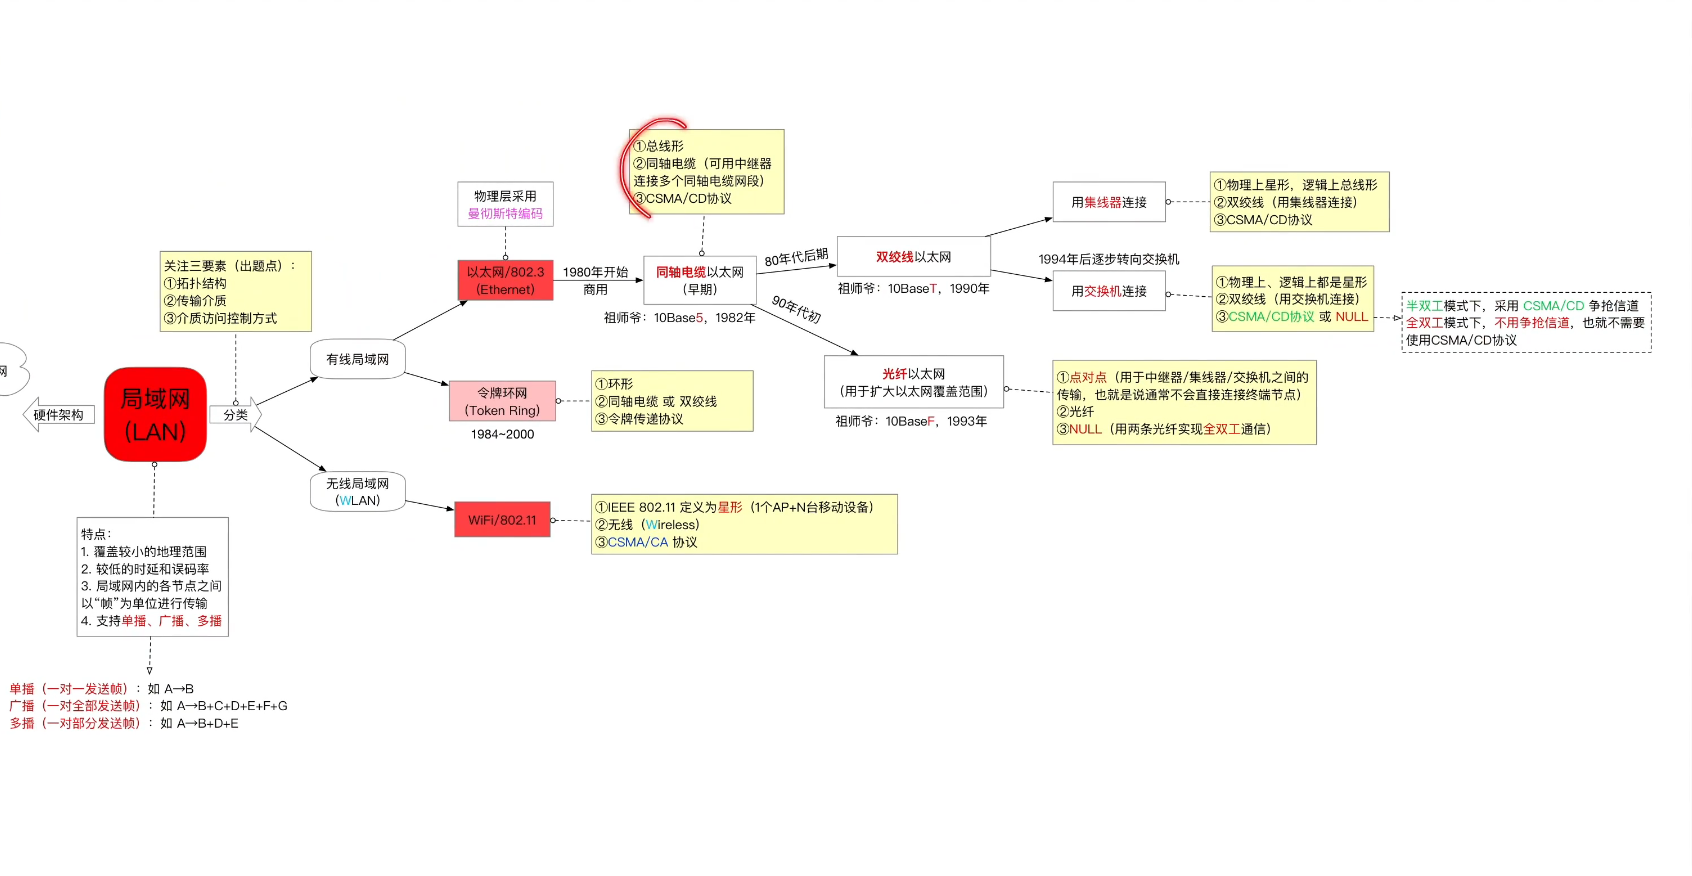 网
硬件架构
局域网
(LAN)
分类
关注三要素（出题点）：
①拓扑结构
②传输介质
③介质访问控制方式
特点：
1. 覆盖较小的地理范围
2. 较低的时延和误码率
3. 局域网内的各节点之间
以“帧”为单位进行传输
4. 支持单播、广播、多播
单播（一对一发送帧）：如 A→B
广播（一对全部发送帧）：如 A→B+C+D+E+F+G
多播（一对部分发送帧）：如 A→B+D+E
有线局域网
无线局域网
（WLAN）
物理层采用
曼彻斯特编码
以太网/802.3
(Ethernet)
1980年开始
商用
令牌环网
(Token Ring)
1984~2000
①环形
②同轴电缆 或 双绞线
③令牌传递协议
WiFi/802.11
①IEEE 802.11 定义为星形（1个AP+N台移动设备）
②无线（Wireless）
③CSMA/CA 协议
①总线形
②同轴电缆（可用中继器
连接多个同轴电缆网段）
③CSMA/CD协议
同轴电缆以太网
（早期）
祖师爷：10Base5，1982年
80年代后期
90年代初
双绞线以太网
祖师爷：10BaseT，1990年
光纤以太网
（用于扩大以太网覆盖范围）
祖师爷：10BaseF，1993年
用集线器连接
①物理上星形，逻辑上总线形
②双绞线（用集线器连接）
③CSMA/CD协议
1994年后逐步转向交换机
用交换机连接
①物理上、逻辑上都是星形
②双绞线（用交换机连接）
③CSMA/CD协议 或 NULL
半双工模式下，采用 CSMA/CD 争抢信道
全双工模式下，不用争抢信道，也就不需要
使用CSMA/CD协议
①点对点（用于中继器/集线器/交换机之间的
传输，也就是说通常不会直接连接终端节点）
②光纤
③NULL（用两条光纤实现全双工通信）